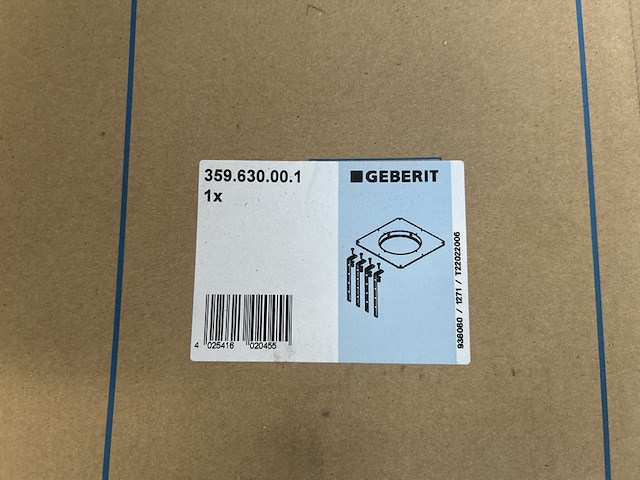 359.630.00.1
1x
GEBERIT
4 025416 020455
938060 / 1271 / T22022006